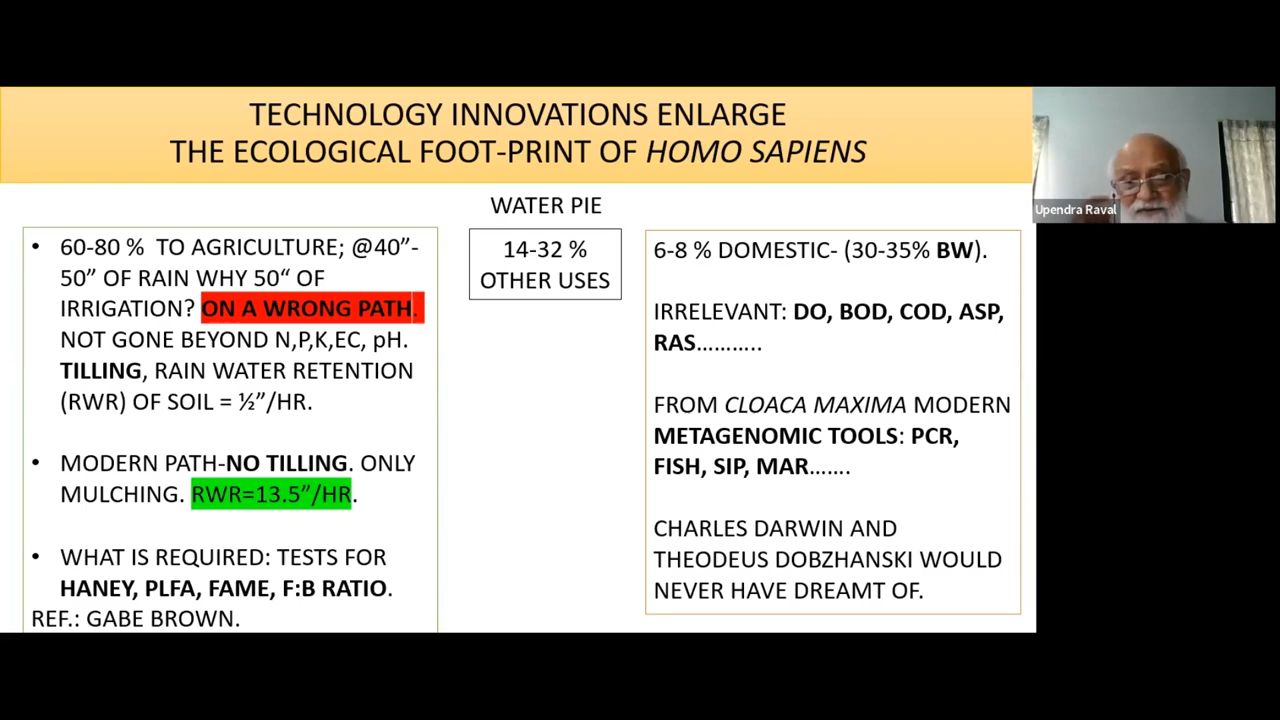 TECHNOLOGY INNOVATIONS ENLARGE
THE ECOLOGICAL FOOT-PRINT OF HOMO SAPIENS
Upendra Raval
WATER PIE
• 60-80 % TO AGRICULTURE; @40”-
50” OF RAIN WHY 50“ OF
IRRIGATION? ON A WRONG PATH.
NOT GONE BEYOND N,P,K,EC, pH.
TILLING, RAIN WATER RETENTION
(RWR) OF SOIL = ½”/HR.
• MODERN PATH-NO TILLING. ONLY
MULCHING. RWR=13.5”/HR.
• WHAT IS REQUIRED: TESTS FOR
HANEY, PLFA, FAME, F:B RATIO.
REF.: GABE BROWN.
14-32 %
OTHER USES
6-8 % DOMESTIC- (30-35% BW).
IRRELEVANT: DO, BOD, COD, ASP,
RAS...........
FROM CLOACA MAXIMA MODERN
METAGENOMIC TOOLS: PCR,
FISH, SIP, MAR.......
CHARLES DARWIN AND
THEODEUS DOBZHANSKI WOULD
NEVER HAVE DREAMT OF.